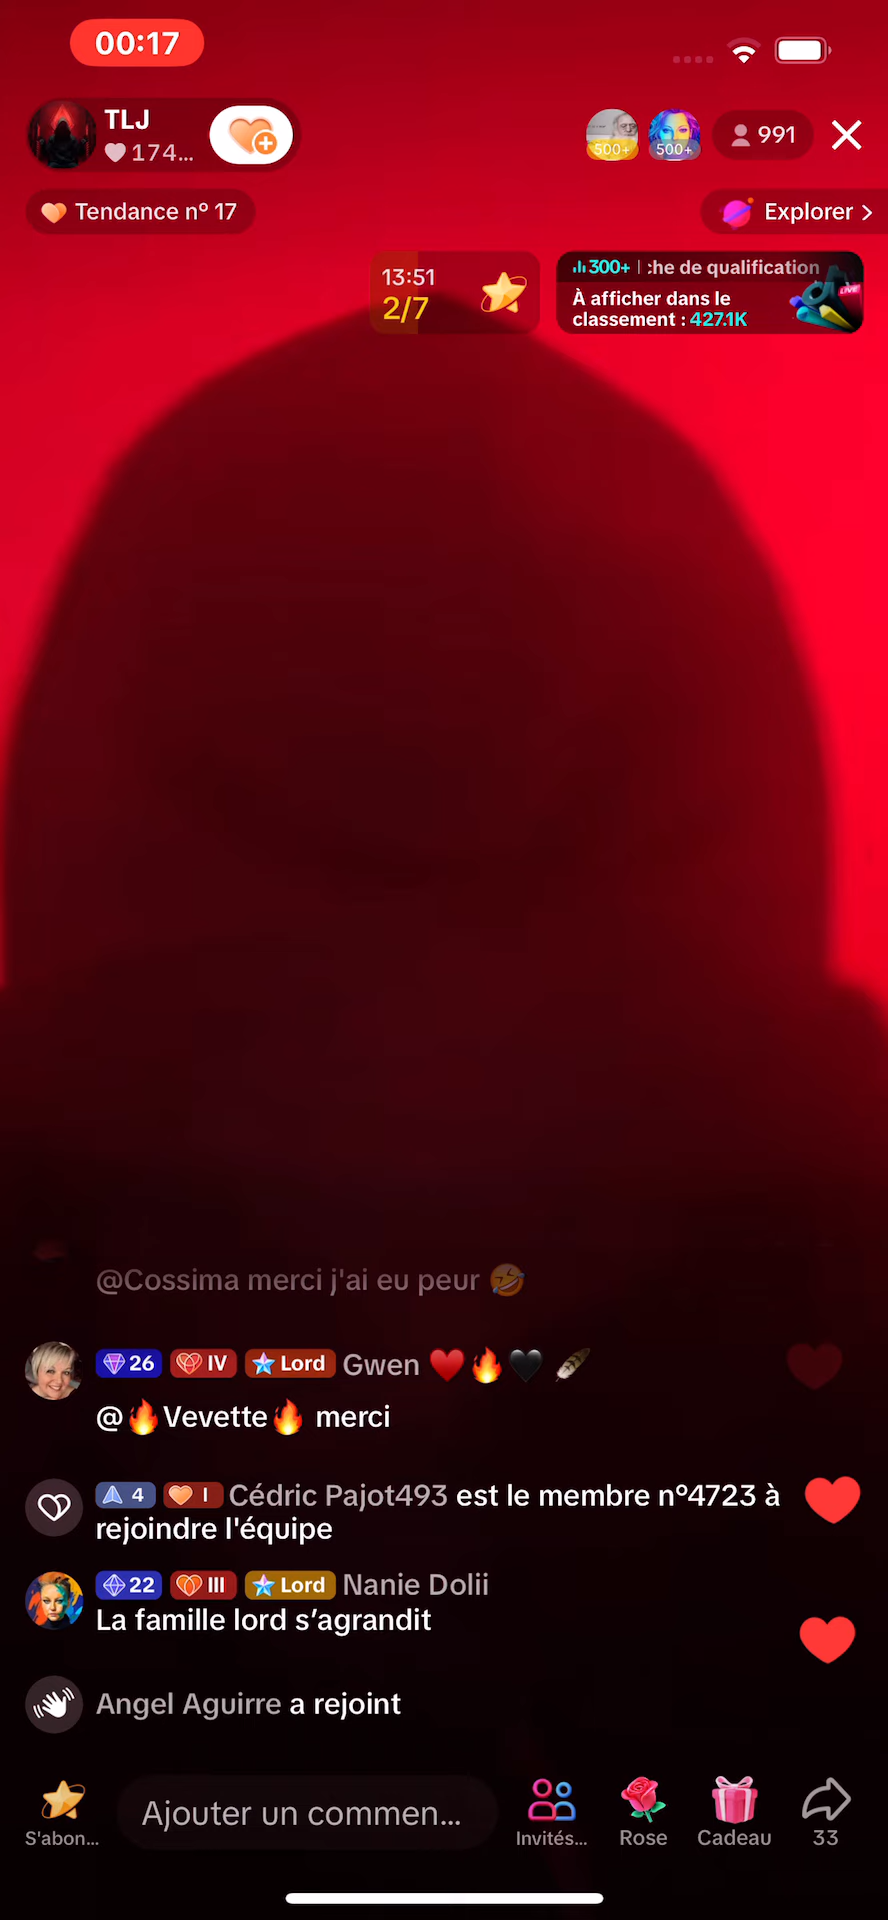 00:17
TLJ
174...
500+
500+
991
Tendance nº 17
Explorer
13:51
2/7
300+ | che de qualification
LIVE
À afficher dans le
classement : 427.1K
@Cossima merci j'ai eu peur 🤣
26 IV Lord Gwen ❤️🔥🖤 🪶
@🔥Vevette🔥 merci
4 I Cédric Pajot493 est le membre n°4723 à
rejoindre l'équipe
22 III Lord Nanie Dolii
La famille lord s’agrandit
Angel Aguirre a rejoint
Ajouter un commen...
S'abon...
Invités...
Rose
Cadeau
33